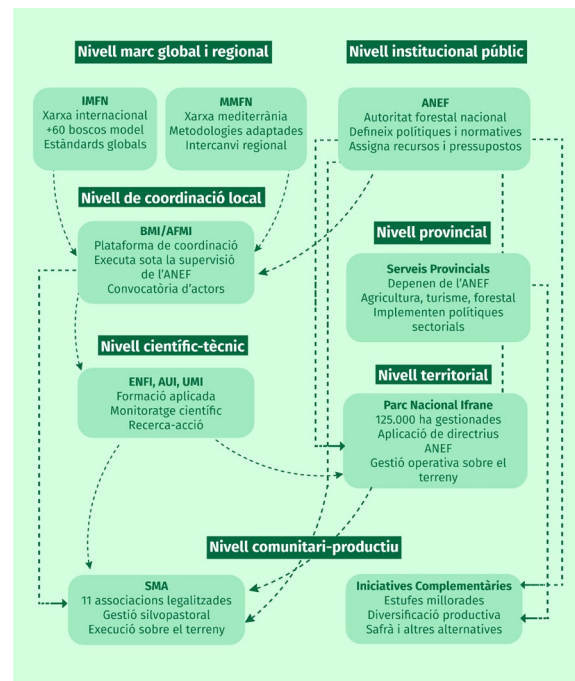 Nivell marc global i regional
Nivell institucional públic
IMFN
Xarxa internacional
+60 boscos model
Estàndards globals
MMFN
Xarxa mediterrània
Metodologies adaptades
Intercanvi regional
ANEF
Autoritat forestal nacional
Defineix polítiques i normatives
Assigna recursos i pressupostos
Nivell de coordinació local
BMI/AFMI
Plataforma de coordinació
Executa sota la supervisió
de l'ANEF
Convocatòria d'actors
Nivell provincial
Serveis Provincials
Depenen de l'ANEF
Agricultura, turisme, forestal
Implementen polítiques
sectorials
Nivell científic-tècnic
ENFI, AUI, UMI
Formació aplicada
Monitoratge científic
Recerca-acció
Nivell territorial
Parc Nacional Ifrane
125.000 ha gestionades
Aplicació de directrius
ANEF
Gestió operativa sobre el
terreny
Nivell comunitari-productiu
SMA
11 associacions legalitzades
Gestió silvopastoral
Execució sobre el terreny
Iniciatives Complementàries
Estufes millorades
Diversificació productiva
Safrà i altres alternatives